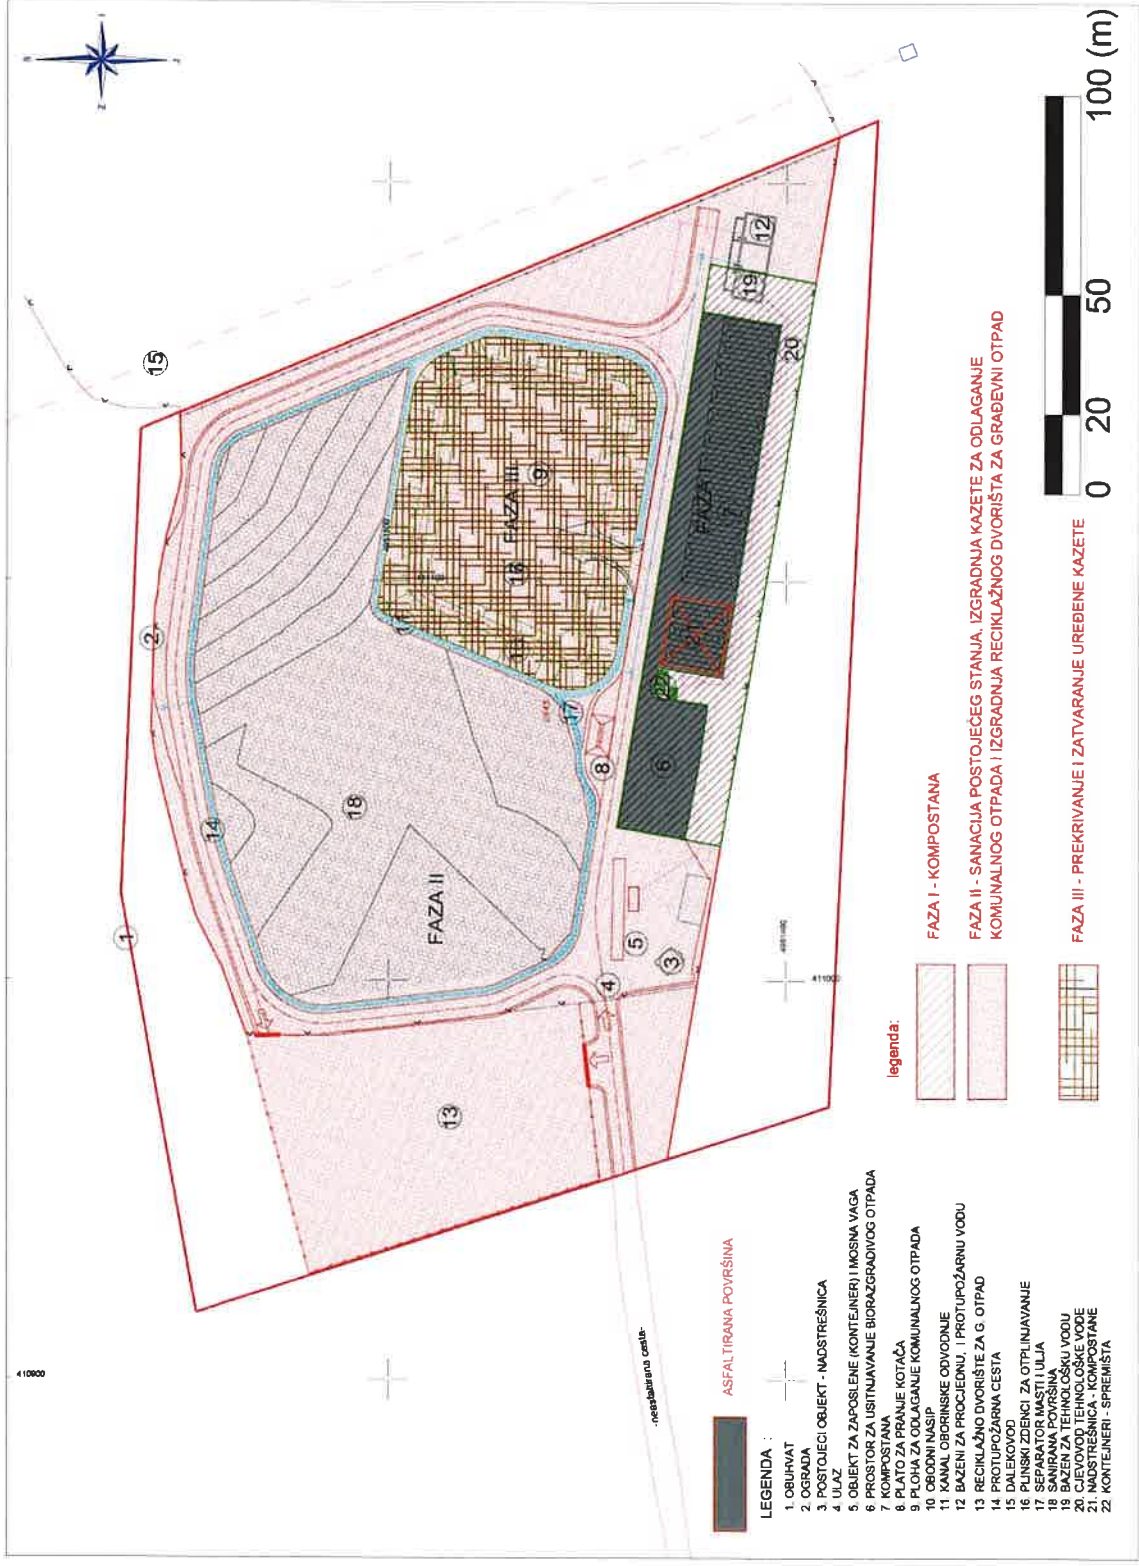 15
2
1
14
18
FAZA II
FAZA III
9
16
17
8
20
12
19
22
6
5
3
4
13
FAZA I
411000
410900
-neasfaltirana cesta-
ASFALTIRANA POVRŠINA
LEGENDA :
1. OBUHVAT
2. OGRADA
3. POSTOJEĆI OBJEKT - NADSTREŠNICA
4. ULAZ
5. OBJEKT ZA ZAPOSLENE (KONTEJNER) I MOSNA VAGA
6. PROSTOR ZA USITNJAVANJE BIORAZGRADIVOG OTPADA
7. KOMPOSTANA
8. PLATO ZA PRANJE KOTAČA
9. PLOHA ZA ODLAGANJE KOMUNALNOG OTPADA
10. OBODNI NASIP
11 KANAL OBORINSKE ODVODNJE
12 BAZENI ZA PROCJEDNU, I PROTUPOŽARNU VODU
13 RECIKLAŽNO DVORIŠTE ZA G. OTPAD
14. PROTUPOŽARNA CESTA
15 DALEKOVOD
16. PLINSKI ZDENCI ZA OTPLINJAVANJE
17 SEPARATOR MASTI I ULJA
18 SANIRANA POVRŠINA
19 BAZEN ZA TEHNOLOŠKU VODU
20. CJEVOVOD TEHNOLOŠKE VODE
21. NADSTREŠNICA - KOMPOSTANE
22 KONTEJNERI - SPREMIŠTA
legenda:
FAZA I - KOMPOSTANA
FAZA II - SANACIJA POSTOJEĆEG STANJA, IZGRADNJA KAZETE ZA ODLAGANJE
KOMUNALNOG OTPADA I IZGRADNJA RECIKLAŽNOG DVORIŠTA ZA GRAĐEVNI OTPAD
FAZA III - PREKRIVANJE I ZATVARANJE UREĐENE KAZETE
0 20 50 100 (m)